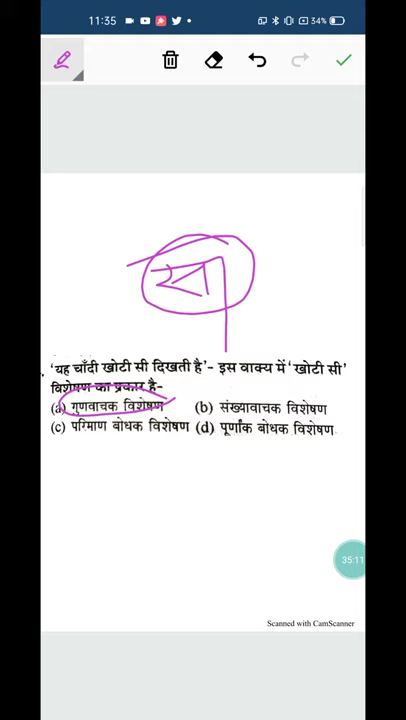 11:35
34%
'यह चाँदी खोटी सी दिखती है'- इस वाक्य में 'खोटी सी'
विशेषण का प्रकार है-
(a) गुणवाचक विशेषण (b) संख्यावाचक विशेषण
(c) परिमाण बोधक विशेषण (d) पूर्णांक बोधक विशेषण
35:11
Scanned with CamScanner